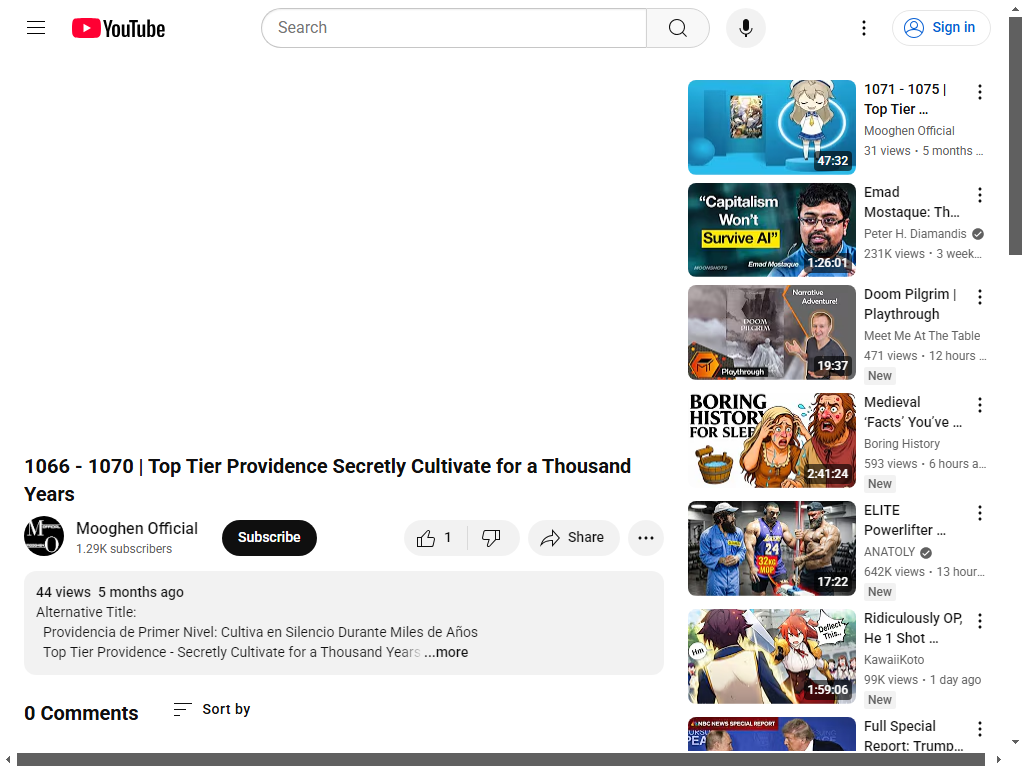 YouTube
Search
Sign in
1066 - 1070 | Top Tier Providence Secretly Cultivate for a Thousand
Years
Mooghen Official
1.29K subscribers
Subscribe
1
Share
44 views 5 months ago
Alternative Title:
Providencia de Primer Nivel: Cultiva en Silencio Durante Miles de Años
Top Tier Providence - Secretly Cultivate for a Thousand Years ...more
0 Comments
Sort by
47:32
1071 - 1075 |
Top Tier ...
Mooghen Official
31 views • 5 months ...
"Capitalism
Won't
Survive AI"
Emad Mostaque
MOONSHOTS
1:26:01
Emad
Mostaque: Th...
Peter H. Diamandis
231K views • 3 week...
Narrative
Adventure!
DOOM
PILGRIM
MT
Playthrough
19:37
Doom Pilgrim |
Playthrough
Meet Me At The Table
471 views • 12 hours ...
New
BORING
HISTORY
FOR SLEEP
2:41:24
Medieval
‘Facts’ You’ve ...
Boring History
593 views • 6 hours a...
New
24
32kg
MOP
17:22
ELITE
Powerlifter ...
ANATOLY
642K views • 13 hour...
New
Hm
Deflect
This..
1:59:06
Ridiculously OP,
He 1 Shot ...
KawaiiKoto
99K views • 1 day ago
New
NBC NEWS SPECIAL REPORT
Full Special
Report: Trump...